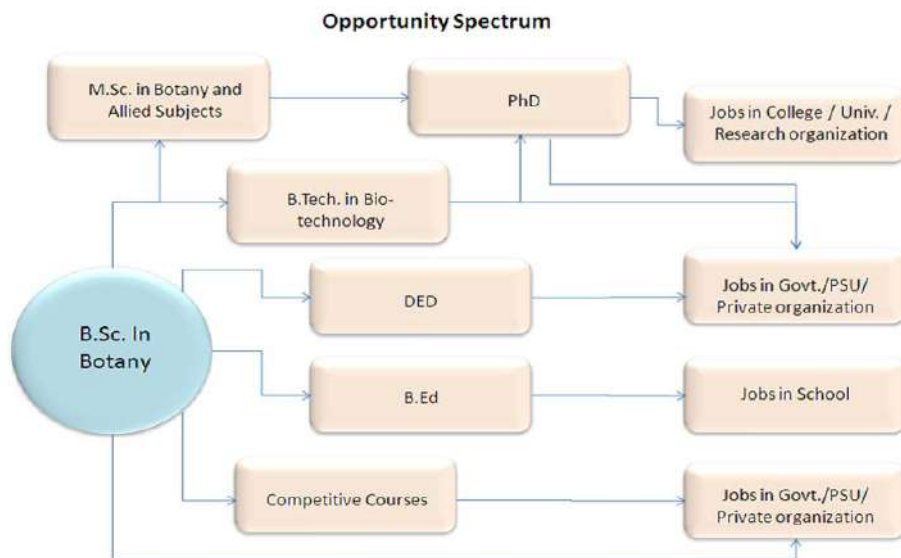 Opportunity Spectrum
M.Sc. in Botany and
Allied Subjects
PhD
Jobs in College / Univ. /
Research organization
B.Tech. in Bio-
technology
DED
Jobs in Govt./PSU/
Private organization
B.Sc. In
Botany
B.Ed
Jobs in School
Competitive Courses
Jobs in Govt./PSU/
Private organization